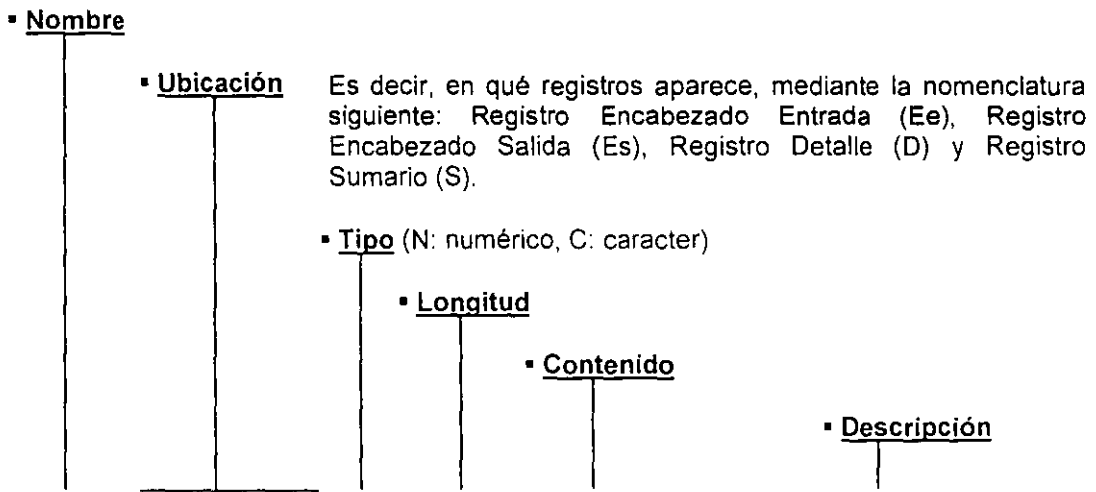 ▪ Nombre
▪ Ubicación Es decir, en qué registros aparece, mediante la nomenclatura
siguiente: Registro Encabezado Entrada (Ee), Registro
Encabezado Salida (Es), Registro Detalle (D) y Registro
Sumario (S).
▪ Tipo (N: numérico, C: caracter)
▪ Longitud
▪ Contenido
▪ Descripción